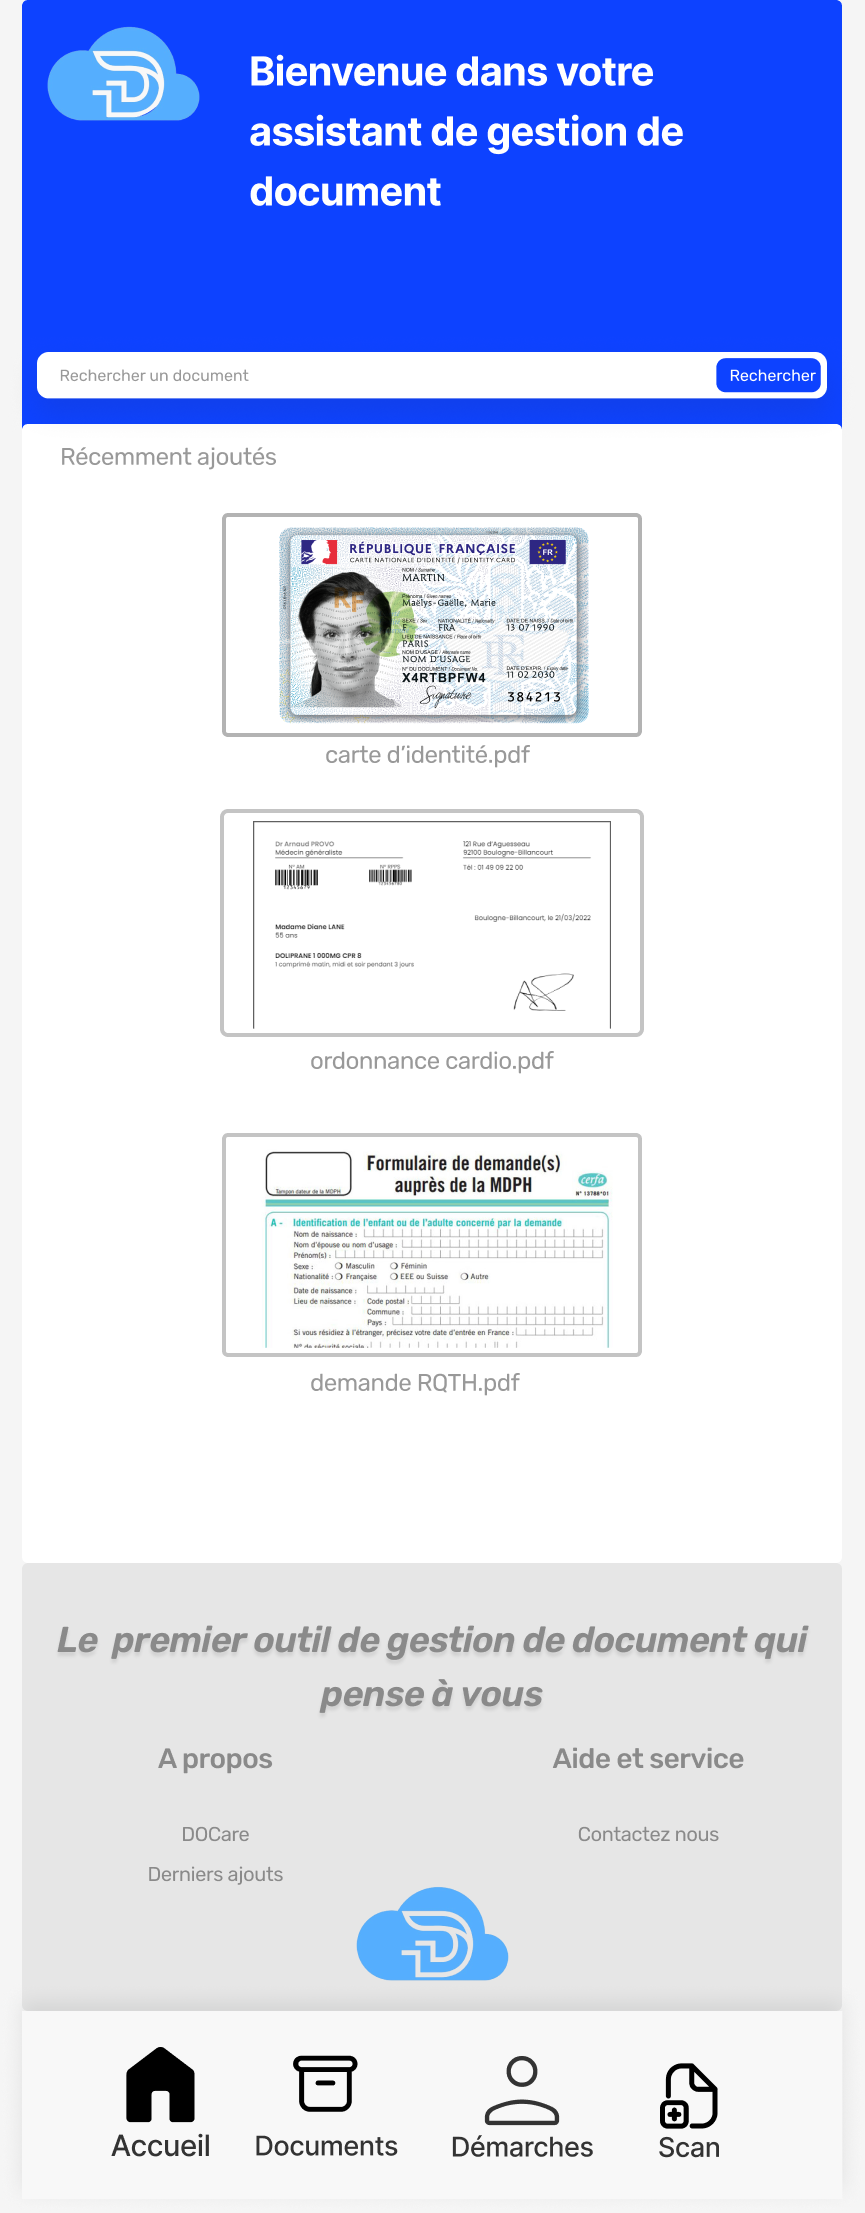 Bienvenue dans votre
assistant de gestion de
document
Rechercher un document
Rechercher
Récemment ajoutés
RÉPUBLIQUE FRANÇAISE
FR
CARTE NATIONALE D'IDENTITÉ / IDENTITY CARD
NOM / Surname
MARTIN
RF
Prénoms / Given names
Maëlys-Gaëlle, Marie
SEXE / Sex NATIONALITÉ / Nationality DATE DE NAISS. / Date of birth
F FRA 13 07 1990
LIEU DE NAISSANCE / Place of birth
PARIS
NOM D'USAGE / Alternate name
NOM D'USAGE
N° DU DOCUMENT / Document No. DATE D'EXPIR. / Expiry date
X4RTBPFW4 11 02 2030
Signature 384213
carte d'identité.pdf
Dr Arnaud PROVO
Médecin généraliste
121 Rue d'Aguesseau
92100 Boulogne-Billancourt
N° AM
N° RPPS
Tél : 01 49 09 22 00
Boulogne-Billancourt, le 21/03/2022
Madame Diane LANE
55 ans
DOLIPRANE 1 000MG CPR 8
1 comprimé matin, midi et soir pendant 3 jours
ordonnance cardio.pdf
Tampon dateur de la MDPH
Formulaire de demande(s)
auprès de la MDPH
cerfa
N° 13788*01
A - Identification de l'enfant ou de l'adulte concerné par la demande
Nom de naissance :
Nom d'épouse ou nom d'usage :
Prénom(s) :
Sexe : Masculin Féminin
Nationalité : Française EEE ou Suisse Autre
Date de naissance :
Lieu de naissance : Code postal :
Commune :
Pays :
Si vous résidiez à l'étranger, précisez votre date d'entrée en France :
N° de sécurité sociale :
demande RQTH.pdf
Le premier outil de gestion de document qui
pense à vous
A propos
Aide et service
DOCare
Contactez nous
Derniers ajouts
Accueil
Documents
Démarches
Scan